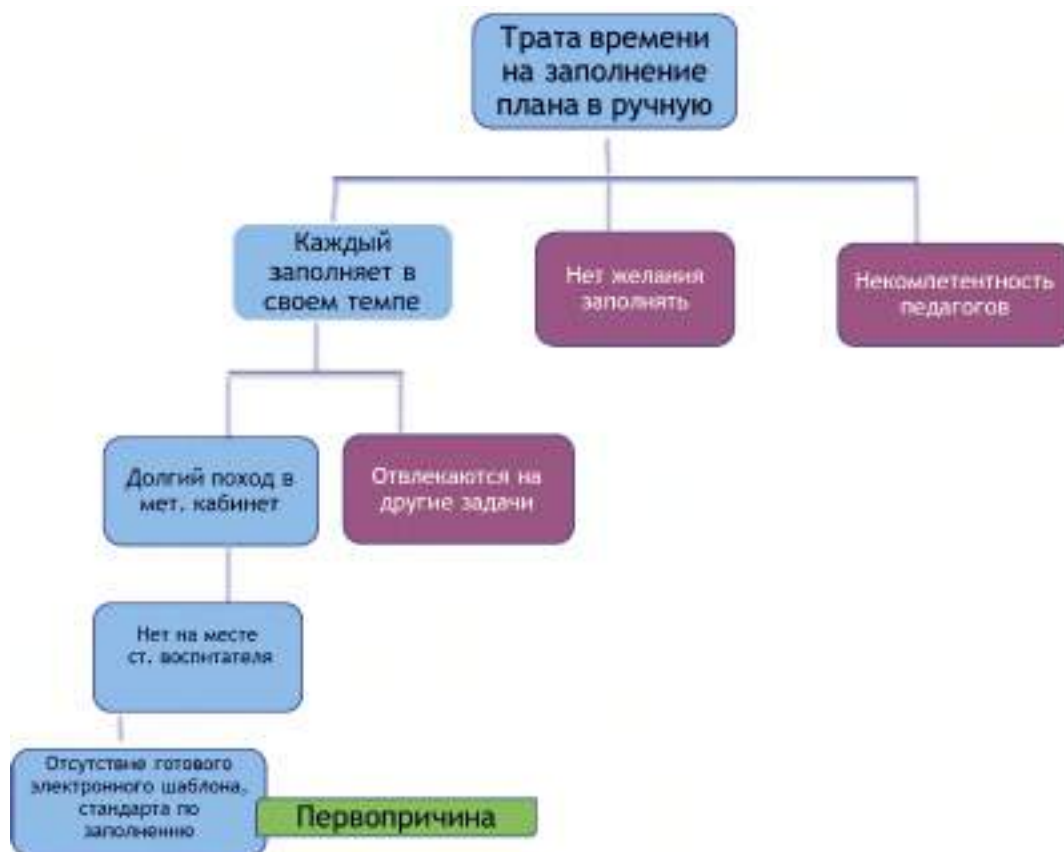 Трата времени
на заполнение
плана в ручную
Каждый
заполняет в
своем темпе
Нет желания
заполнять
Некомпетентность
педагогов
Долгий поход в
мет. кабинет
Отвлекаются на
другие задачи
Нет на месте
ст. воспитателя
Отсутствие готового
электронного шаблона,
стандарта по
заполнению
Первопричина